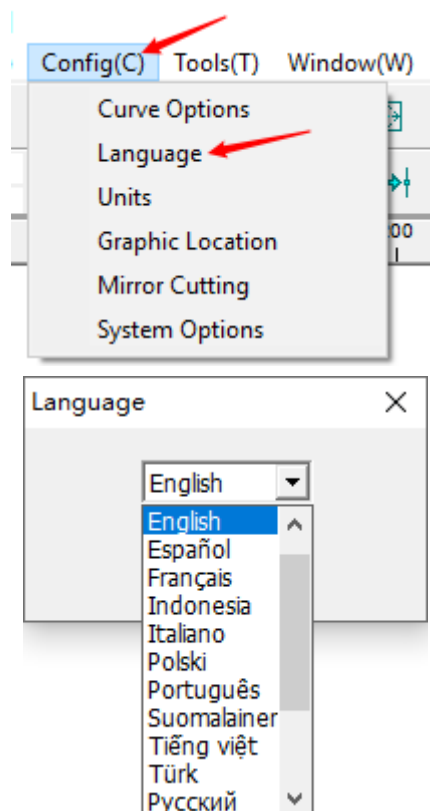 Config(C) Tools(T) Window(W)
Curve Options
Language
Units
Graphic Location
Mirror Cutting
System Options
Language
English
English
Español
Français
Indonesia
Italiano
Polski
Português
Suomalainer
Tiếng việt
Türk
Русский